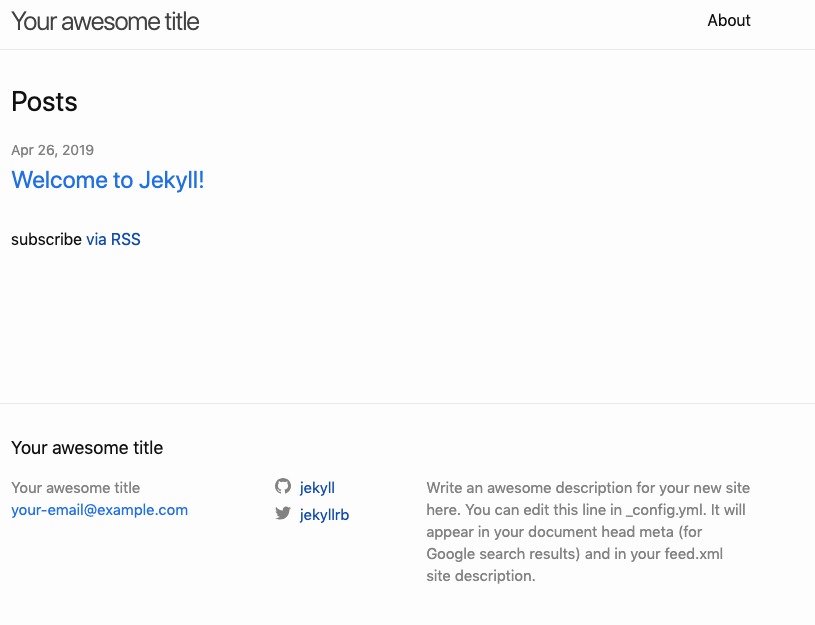 Your awesome title
About
Posts
Apr 26, 2019
Welcome to Jekyll!
subscribe via RSS
Your awesome title
Your awesome title
your-email@example.com
jekyll
jekyllrb
Write an awesome description for your new site
here. You can edit this line in _config.yml. It will
appear in your document head meta (for
Google search results) and in your feed.xml
site description.